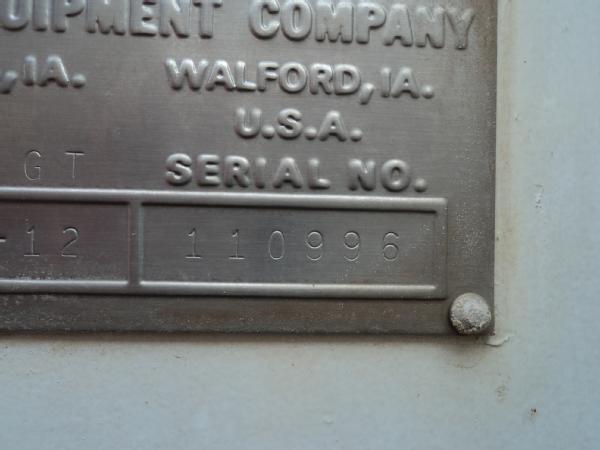 UIPMENT COMPANY
, IA. WALFORD, IA.
U.S.A.
GT SERIAL NO.
-12 110996